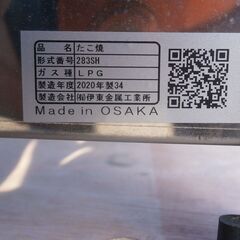 品名 たこ焼
形式番号 283SH
ガス種 LPG
製造年度 2020年製34
製造会社 ㈲伊東金属工業所
Made in OSAKA